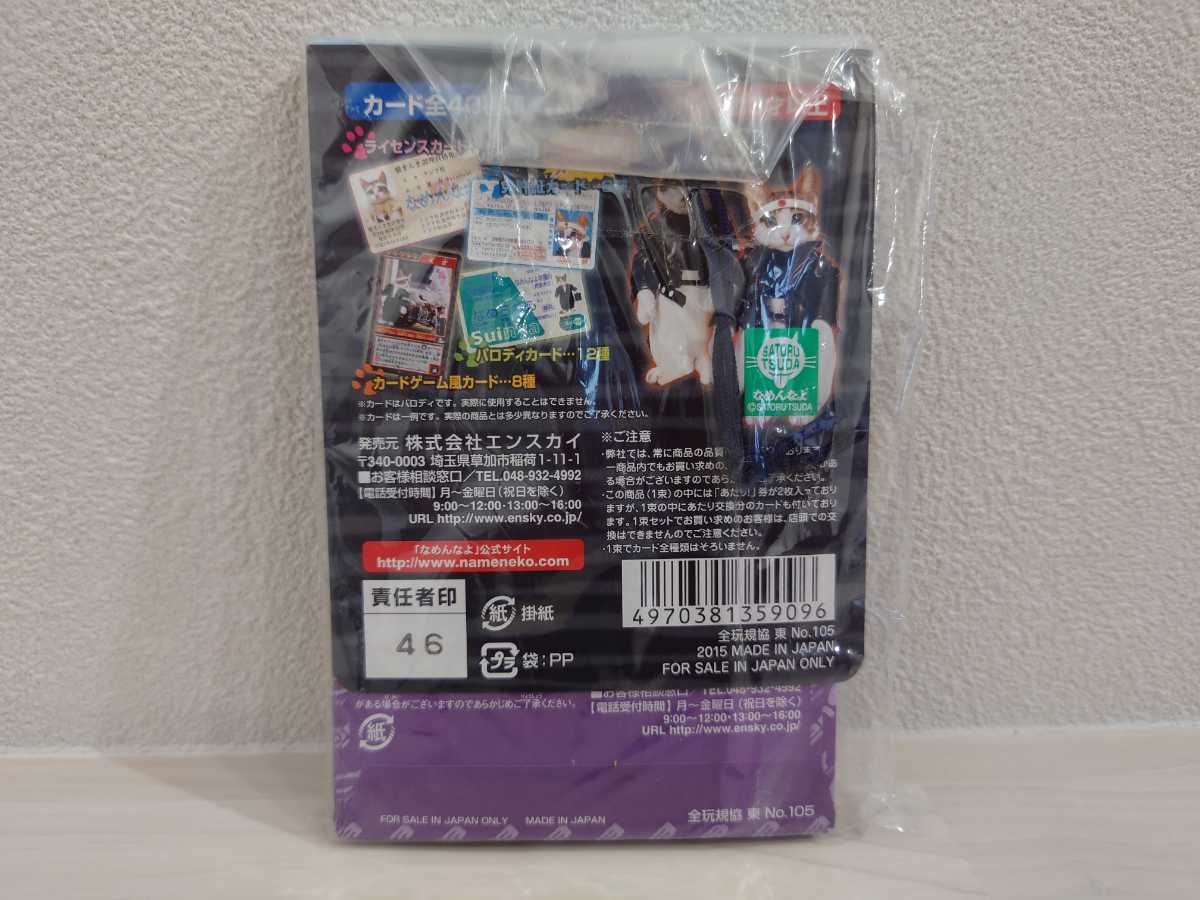 カード全40
ライセンスカード
なめんなよ
Suin
パロディカード…12種
カードゲーム風カード…8種
※カードはパロディです。実際に使用することはできません。
※カードは一例です。実際の商品とは多少異なりますのでご了承ください。
SATORU
TSUDA
なめんなよ
©SATORU TSUDA
発売元 株式会社エンスカイ
〒340-0003 埼玉県草加市稲荷1-11-1
■お客様相談窓口/TEL.048-932-4992
【電話受付時間】月~金曜日(祝日を除く)
9:00~12:00・13:00~16:00
URL http://www.ensky.co.jp/
「なめんなよ」公式サイト
http://www.nameneko.com
※ご注意
・弊社では、常に商品の品質
一商品内でもお買い求めの、
る場合がございますのであら
・この商品(1束)の中には「あたり」券が2枚入っており
ますが、1束の中にあたり交換分のカードも付いており
ます。1束セットでお買い求めのお客様は、店頭での交
換はできませんのでご注意ください。
・1束でカード全種類はそろいません。
責任者印
46
紙 掛紙
プラ 袋:PP
4970381359096
全玩規協 東 No.105
2015 MADE IN JAPAN
FOR SALE IN JAPAN ONLY
がある場合がございますのであらかじめご了承ください。
紙
■お客様相談窓口/TEL.048-932-4992
【電話受付時間】月~金曜日(祝日を除く)
9:00~12:00・13:00~16:00
URL http://www.ensky.co.jp/
FOR SALE IN JAPAN ONLY MADE IN JAPAN
全玩規協 東 No.105